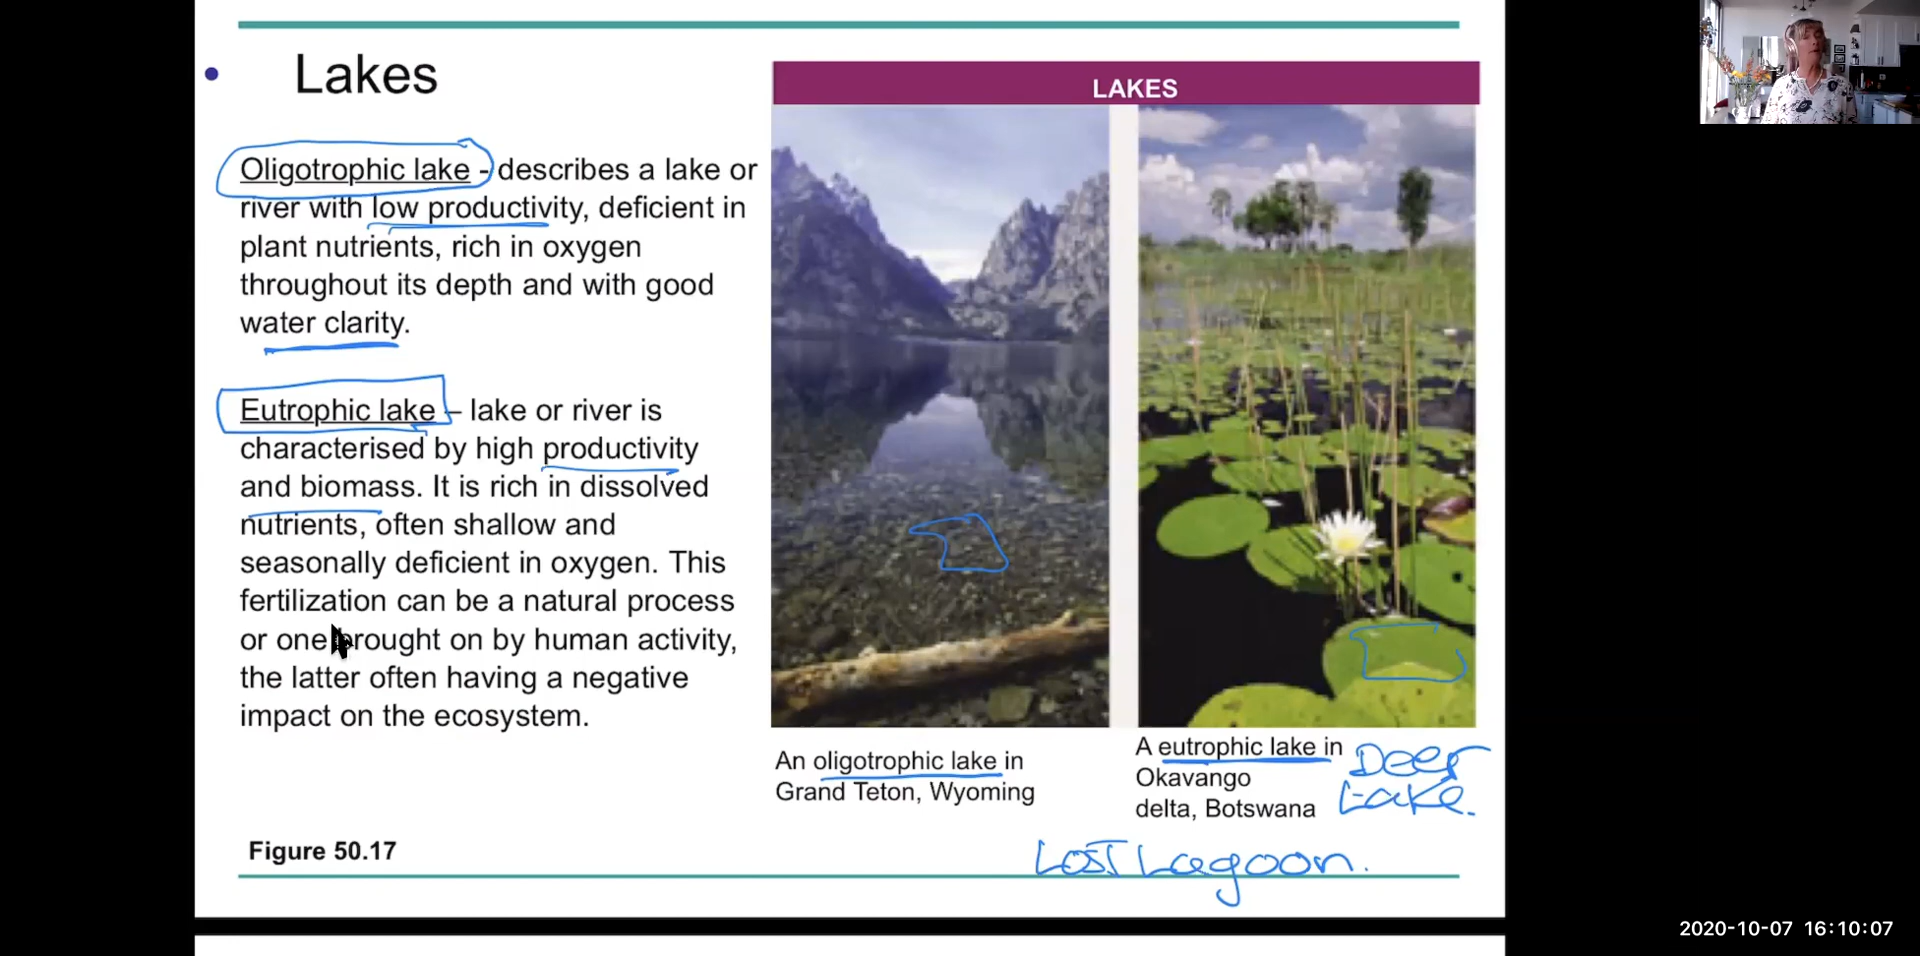 • Lakes
Oligotrophic lake - describes a lake or
river with low productivity, deficient in
plant nutrients, rich in oxygen
throughout its depth and with good
water clarity.
Eutrophic lake – lake or river is
characterised by high productivity
and biomass. It is rich in dissolved
nutrients, often shallow and
seasonally deficient in oxygen. This
fertilization can be a natural process
or one brought on by human activity,
the latter often having a negative
impact on the ecosystem.
LAKES
An oligotrophic lake in
Grand Teton, Wyoming
A eutrophic lake in
Okavango
delta, Botswana
Deer
Lake.
Lost Lagoon.
Figure 50.17
2020-10-07 16:10:07